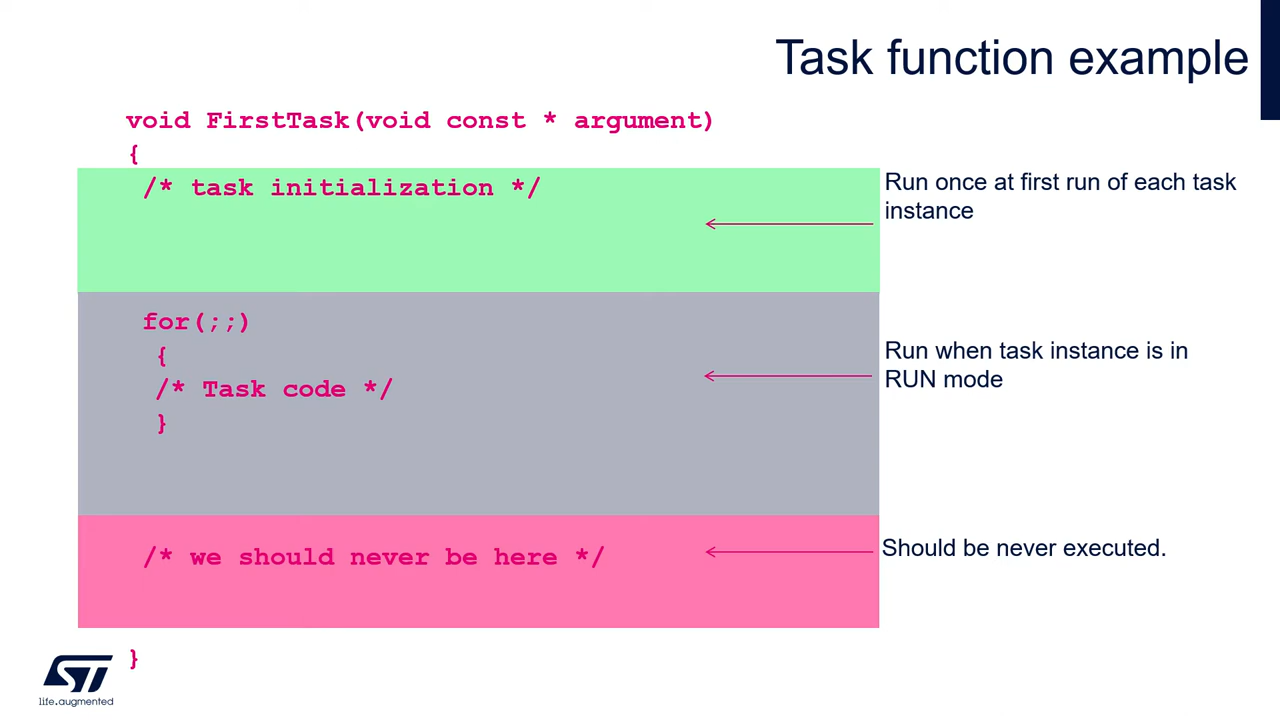 Task function example
void FirstTask(void const * argument)
{
/* task initialization */
Run once at first run of each task
instance
for(;;)
{
/* Task code */
}
Run when task instance is in
RUN mode
/* we should never be here */
Should be never executed.
}
ST
life.augmented